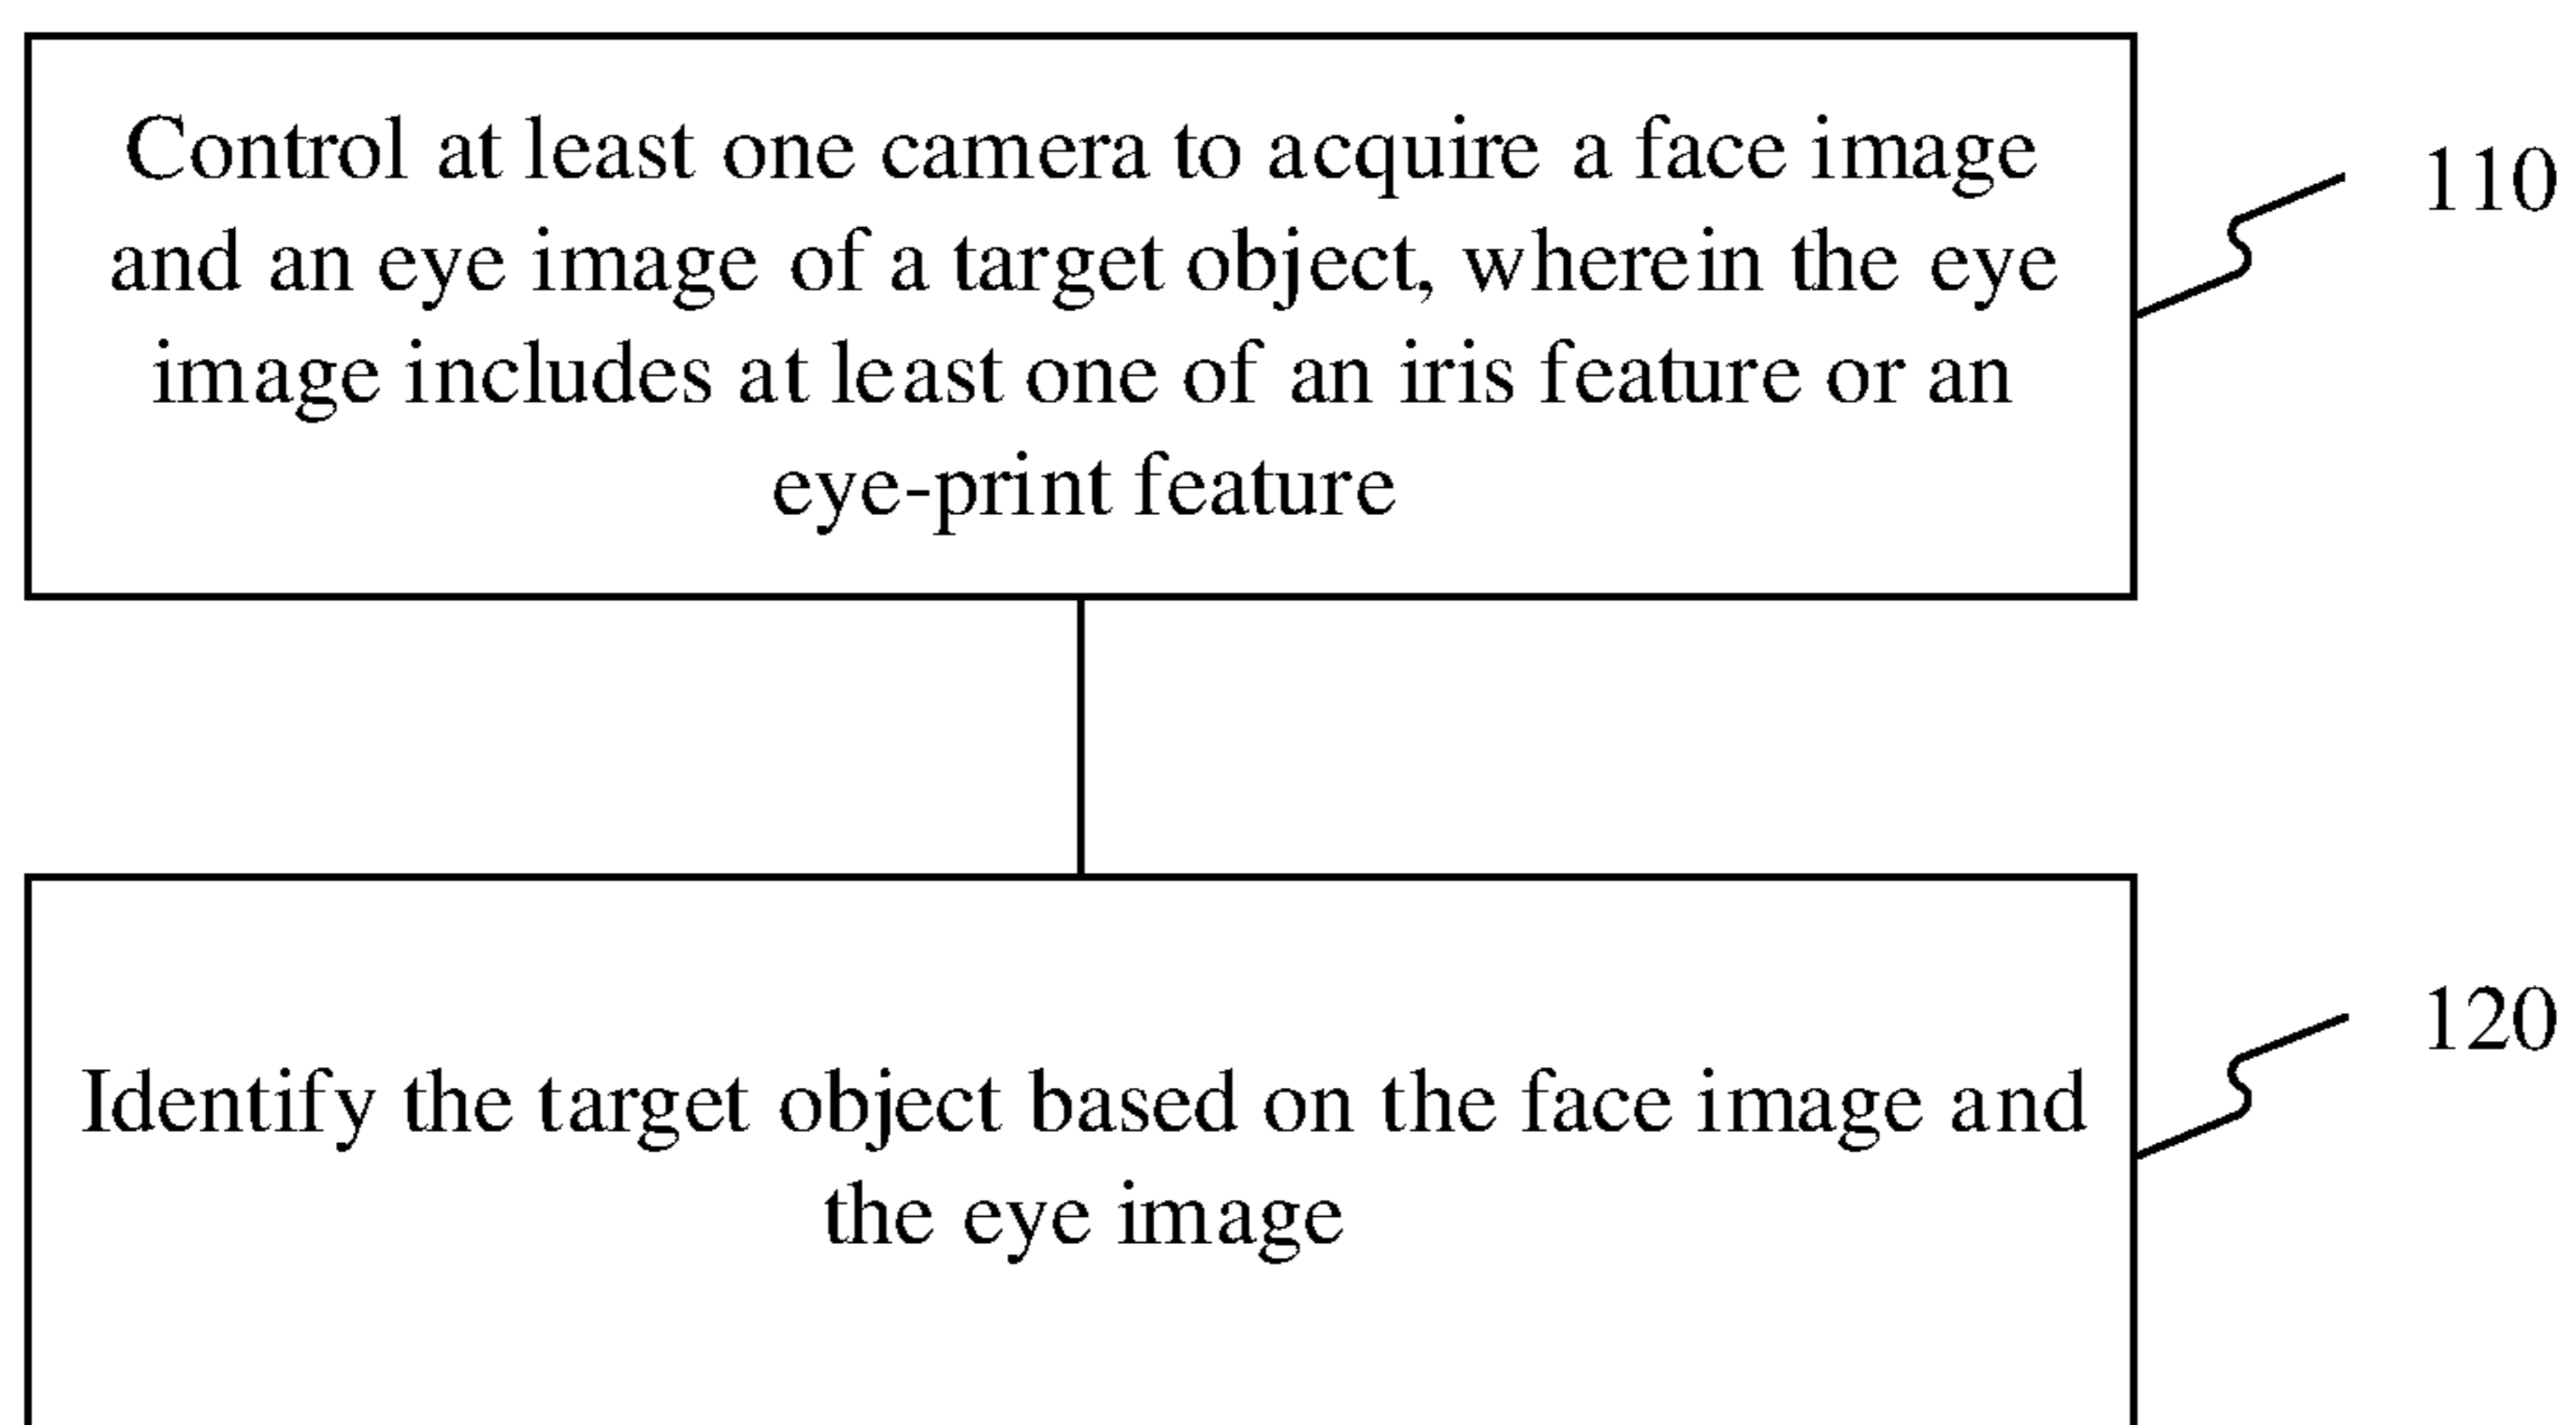 Control at least one camera to acquire a face image
and an eye image of a target object, wherein the eye
image includes at least one of an iris feature or an
eye-print feature
110
Identify the target object based on the face image and
the eye image
120